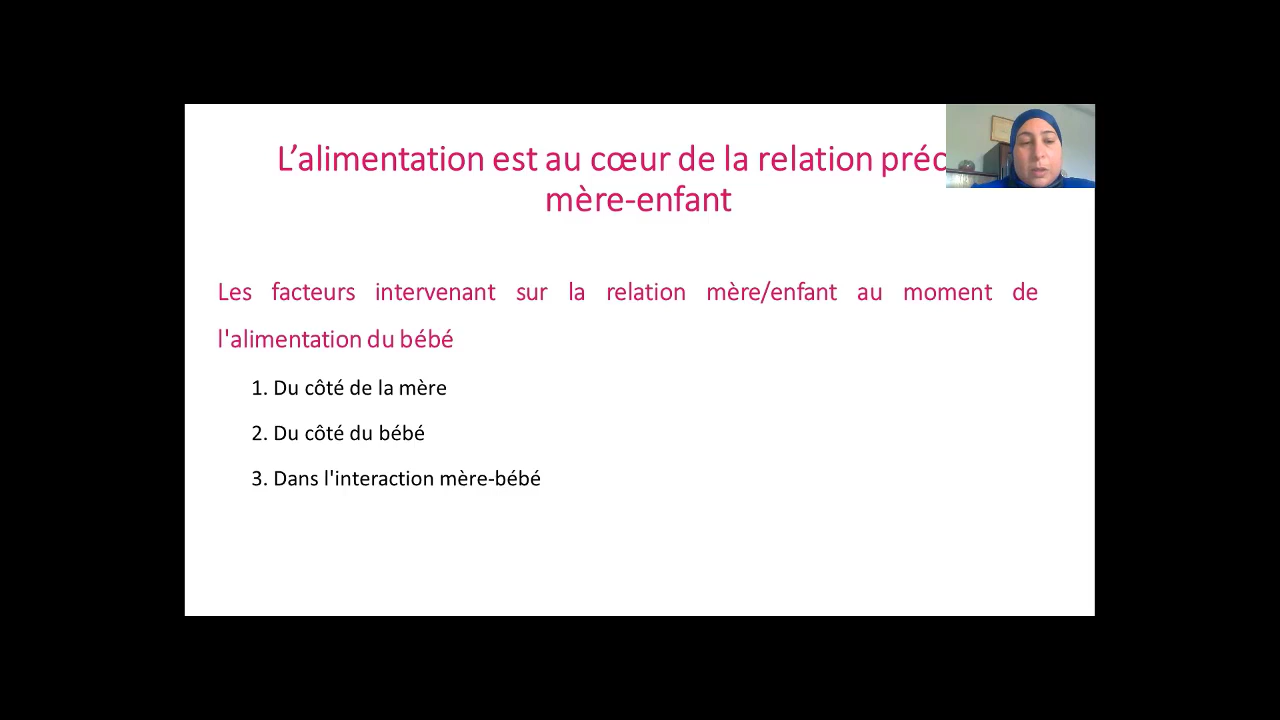 L’alimentation est au cœur de la relation
mère-enfant
Les facteurs intervenant sur la relation mère/enfant au moment de
l'alimentation du bébé
1. Du côté de la mère
2. Du côté du bébé
3. Dans l'interaction mère-bébé